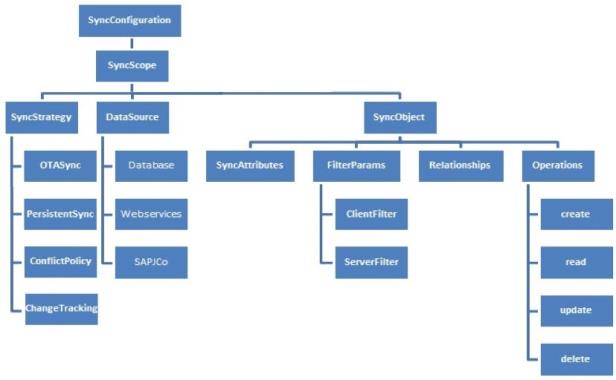 SyncConfiguration
SyncScope
SyncStrategy
DataSource
SyncObject
OTASync
PersistentSync
ConflictPolicy
ChangeTracking
Database
Webservices
SAPJCo
SyncAttributes
FilterParams
Relationships
Operations
ClientFilter
ServerFilter
create
read
update
delete